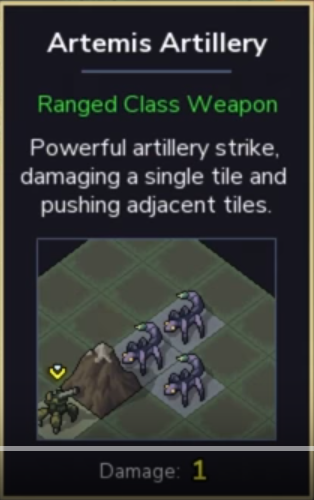 Artemis Artillery
Ranged Class Weapon
Powerful artillery strike,
damaging a single tile and
pushing adjacent tiles.
Damage: 1